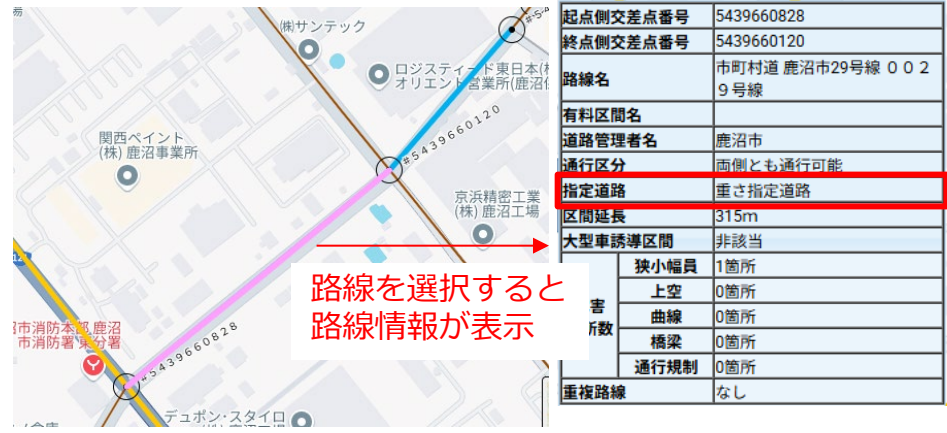 (株)サンテック
ロジスティード東日本(株
オリエント営業所(鹿沼
#5439660120
関西ペイント
(株)鹿沼事業所
京浜精密工業
(株)鹿沼工場
路線を選択すると
路線情報が表示
市消防本部 鹿沼
市消防署 東分署
#5439660828
デュポン・スタイロ
起点側交差点番号 5439660828
終点側交差点番号 5439660120
路線名 市町村道 鹿沼市29号線 ００２
９号線
有料区間名
道路管理者名 鹿沼市
通行区分 両側とも通行可能
指定道路 重さ指定道路
区間延長 315m
大型車誘導区間 非該当
害
所数
狭小幅員 1箇所
上空 0箇所
曲線 0箇所
橋梁 0箇所
通行規制 0箇所
重複路線 なし